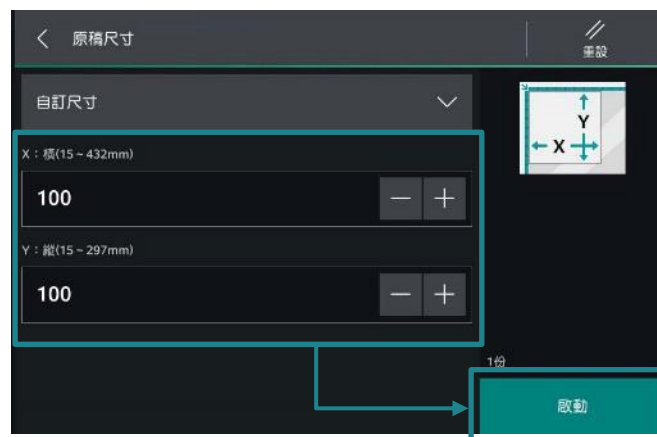 原稿尺寸
重設
自訂尺寸
X：橫(15 ~ 432mm)
100
Y：縱(15 ~ 297mm)
100
Y
X
1份
啟動